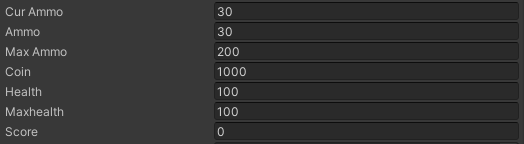 Cur Ammo 30
Ammo 30
Max Ammo 200
Coin 1000
Health 100
Maxhealth 100
Score 0